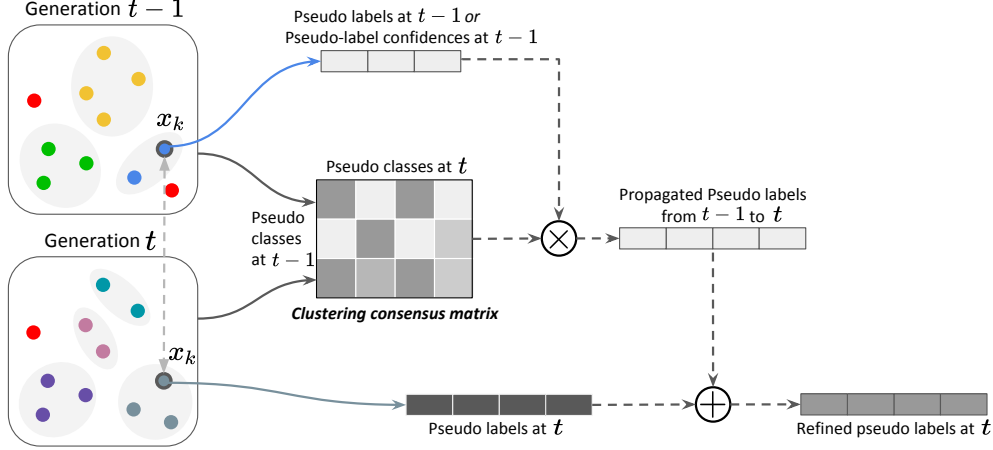 Generation t − 1
Pseudo labels at t − 1 or
Pseudo-label confidences at t − 1
x_k
Pseudo classes at t
Pseudo
classes
at t − 1
Propagated Pseudo labels
from t − 1 to t
Generation t
Clustering consensus matrix
x_k
Pseudo labels at t
Refined pseudo labels at t